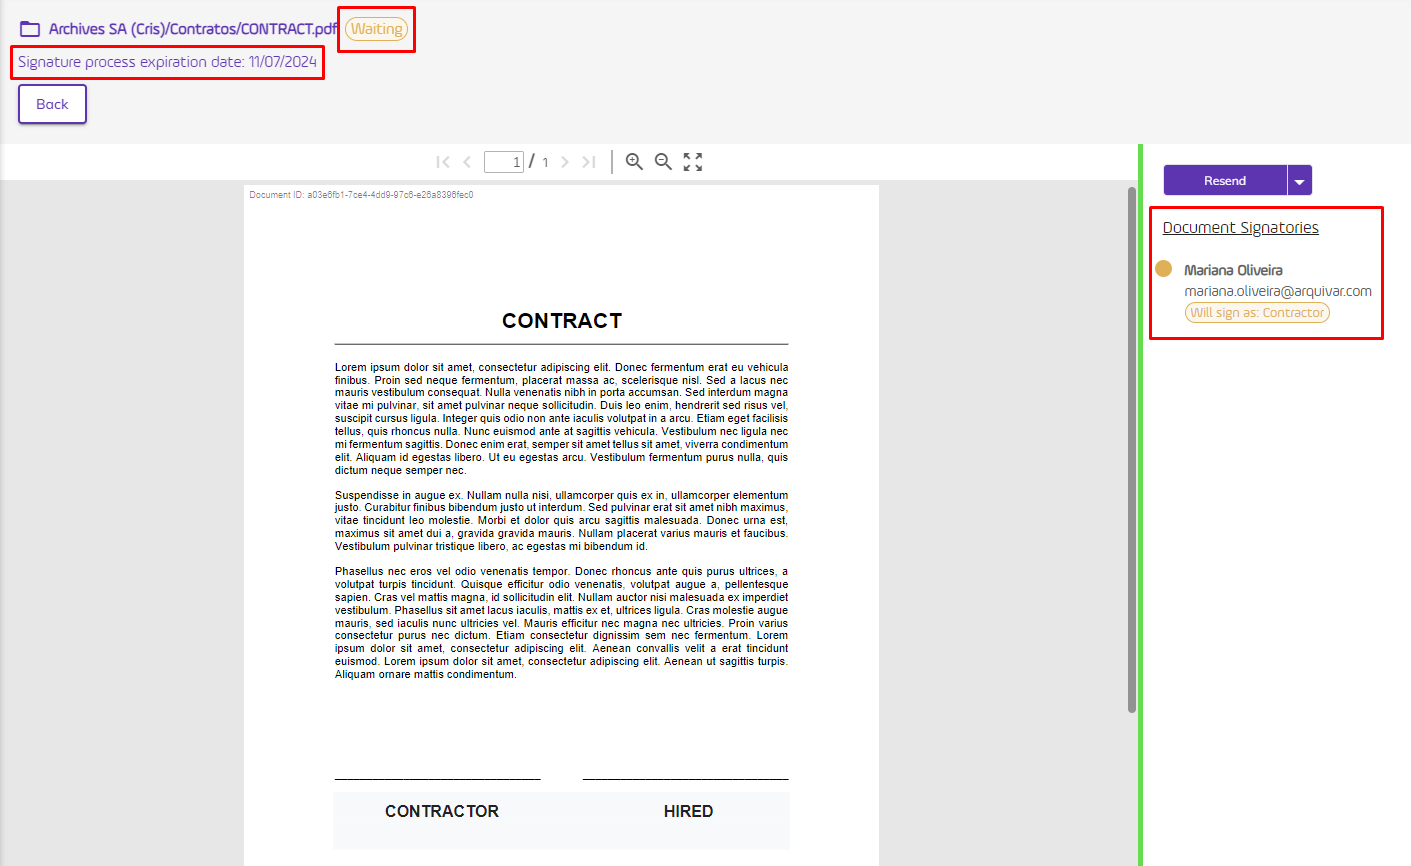 Archives SA (Cris)/Contratos/CONTRACT.pdf Waiting
Signature process expiration date: 11/07/2024
Back
1 / 1
Resend
Document ID: a03e6fb1-7ce4-4dd9-97c6-e26a8396fec0
Document Signatories
Mariana Oliveira
mariana.oliveira@arquivar.com
Will sign as: Contractor
CONTRACT
Lorem ipsum dolor sit amet, consectetur adipiscing elit. Donec fermentum erat eu vehicula
finibus. Proin sed neque fermentum, placerat massa ac, scelerisque nisl. Sed a lacus nec
mauris vestibulum consequat. Nulla venenatis nibh in porta accumsan. Sed interdum magna
vitae mi pulvinar, sit amet pulvinar neque sollicitudin. Duis leo enim, hendrerit sed risus vel,
suscipit cursus ligula. Integer quis odio non ante iaculis volutpat in a arcu. Etiam eget facilisis
tellus, quis rhoncus nulla. Nunc euismod ante at sagittis vehicula. Vestibulum nec ligula nec
mi fermentum sagittis. Donec enim erat, semper sit amet tellus sit amet, viverra condimentum
elit. Aliquam id egestas libero. Ut eu egestas arcu. Vestibulum fermentum purus nulla, quis
dictum neque semper nec.
Suspendisse in augue ex. Nullam nulla nisi, ullamcorper quis ex in, ullamcorper elementum
justo. Curabitur finibus bibendum justo ut interdum. Sed pulvinar erat sit amet nibh maximus,
vitae tincidunt leo molestie. Morbi et dolor quis arcu sagittis malesuada. Donec urna est,
maximus sit amet dui a, gravida gravida mauris. Nullam placerat varius mauris et faucibus.
Vestibulum pulvinar tristique libero, ac egestas mi bibendum id.
Phasellus nec eros vel odio venenatis tempor. Donec rhoncus ante quis purus ultrices, a
volutpat turpis tincidunt. Quisque efficitur odio venenatis, volutpat augue a, pellentesque
sapien. Cras vel mattis magna, id sollicitudin elit. Nullam auctor nisi malesuada ex imperdiet
vestibulum. Phasellus sit amet lacus iaculis, mattis ex et, ultrices ligula. Cras molestie augue
mauris, sed iaculis nunc ultricies vel. Mauris efficitur nec magna nec ultricies. Proin varius
consectetur purus nec dictum. Etiam consectetur dignissim sem nec fermentum. Lorem
ipsum dolor sit amet, consectetur adipiscing elit. Aenean convallis velit a erat tincidunt
euismod. Lorem ipsum dolor sit amet, consectetur adipiscing elit. Aenean ut sagittis turpis.
Aliquam ornare mattis condimentum.
CONTRACTOR HIRED